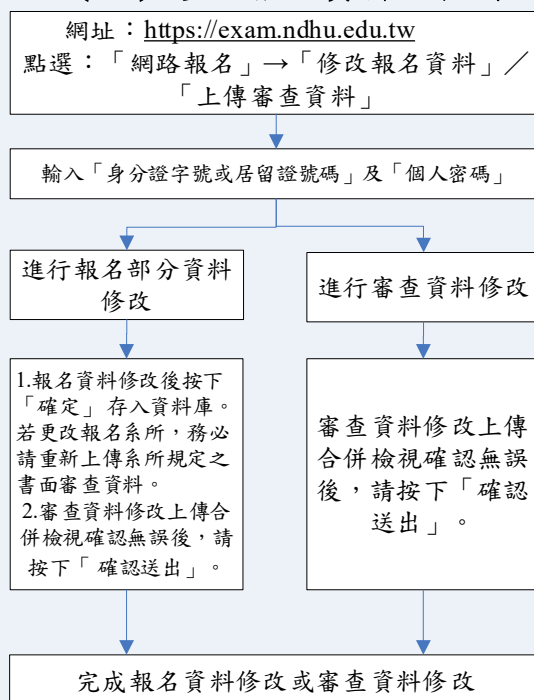 網址：https://exam.ndhu.edu.tw
點選：「網路報名」→「修改報名資料」／
「上傳審查資料」
輸入「身分證字號或居留證號碼」及「個人密碼」
進行報名部分資料
修改
進行審查資料修改
1.報名資料修改後按下
「確定」存入資料庫。
若更改報名系所，務必
請重新上傳系所規定之
書面審查資料。
2.審查資料修改上傳合
併檢視確認無誤後，請
按下「 確認送出」。
審查資料修改上傳
合併檢視確認無誤
後，請按下「確認
送出」。
完成報名資料修改或審查資料修改